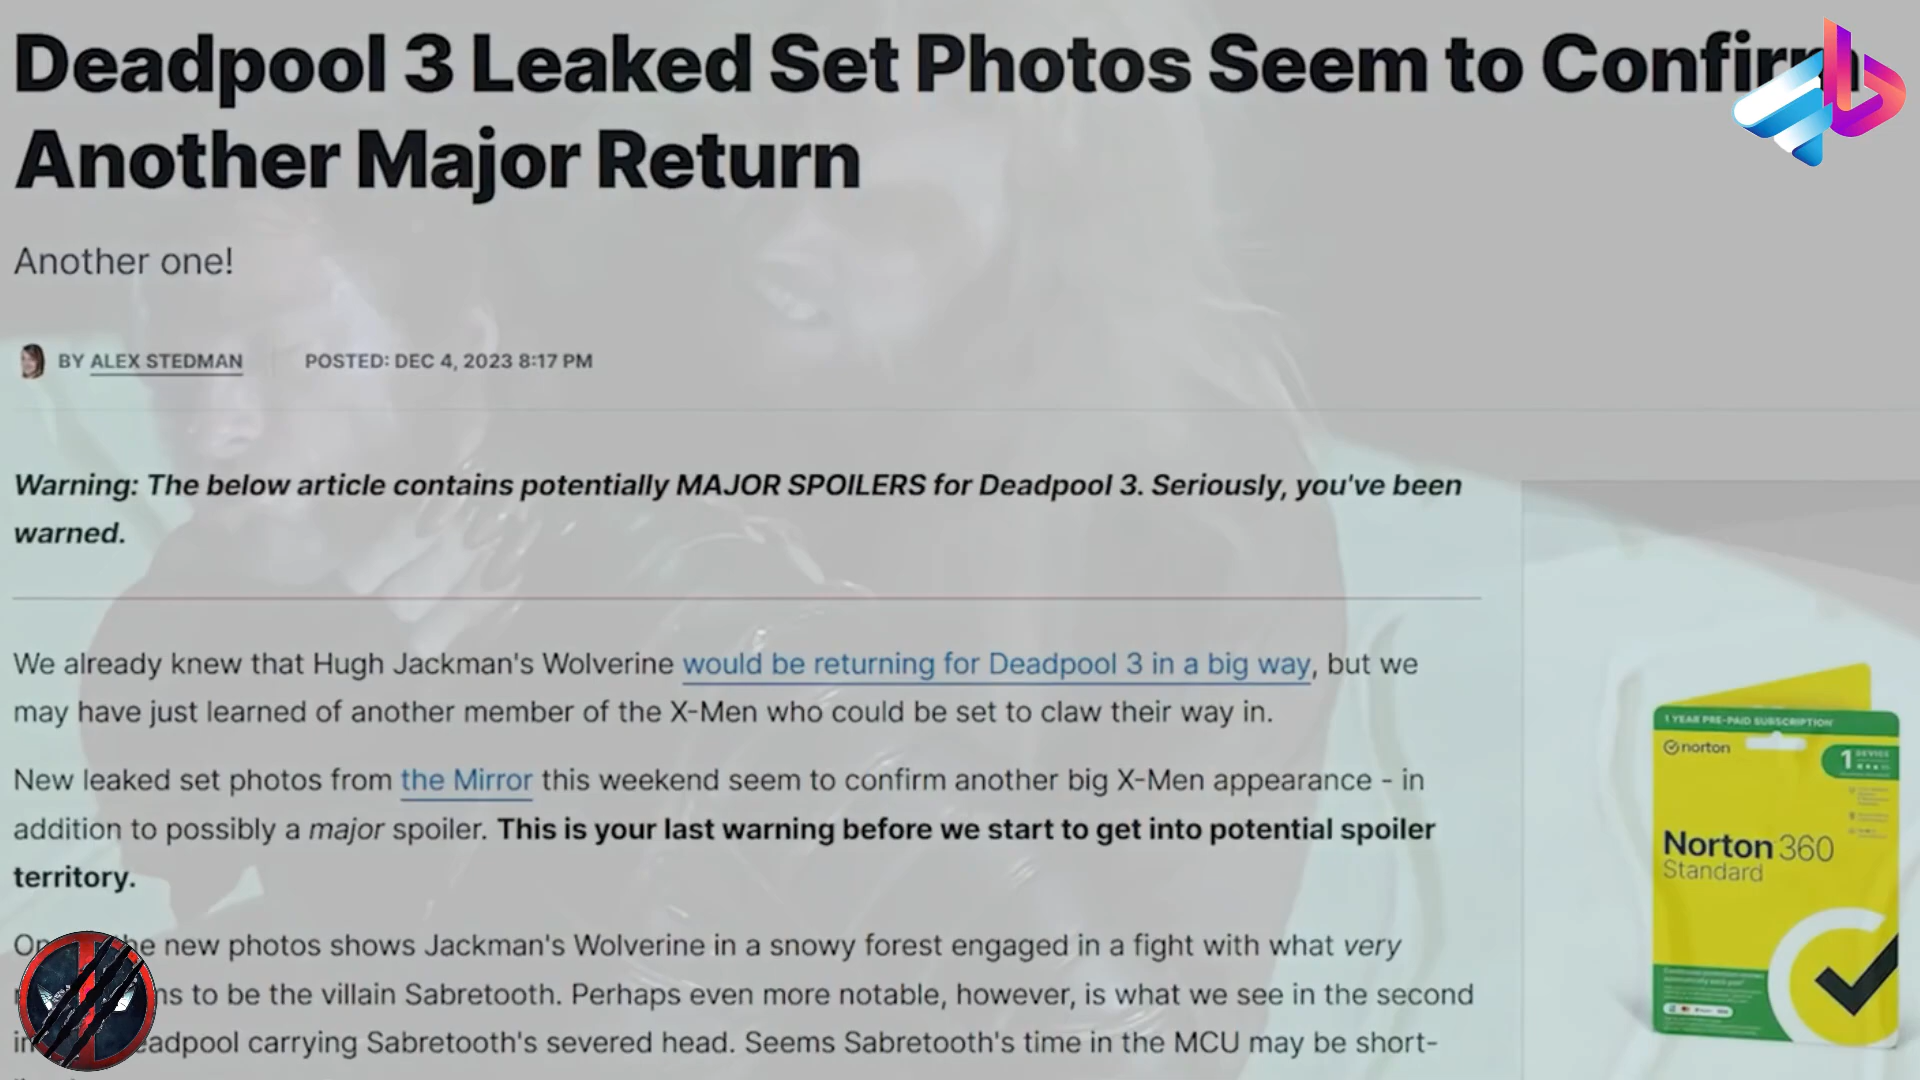 Deadpool 3 Leaked Set Photos Seem to Confirm
Another Major Return
Another one!
BY ALEX STEDMAN POSTED: DEC 4, 2023 8:17 PM
Warning: The below article contains potentially MAJOR SPOILERS for Deadpool 3. Seriously, you've been
warned.
We already knew that Hugh Jackman's Wolverine would be returning for Deadpool 3 in a big way, but we
may have just learned of another member of the X-Men who could be set to claw their way in.
New leaked set photos from the Mirror this weekend seem to confirm another big X-Men appearance - in
addition to possibly a major spoiler. This is your last warning before we start to get into potential spoiler
territory.
new photos shows Jackman's Wolverine in a snowy forest engaged in a fight with what very
to be the villain Sabretooth. Perhaps even more notable, however, is what we see in the second
carrying Sabretooth's severed head. Seems Sabretooth's time in the MCU may be short-
1 YEAR PRE-PAID SUBSCRIPTION
norton
1 DEVICE
Norton 360
Standard